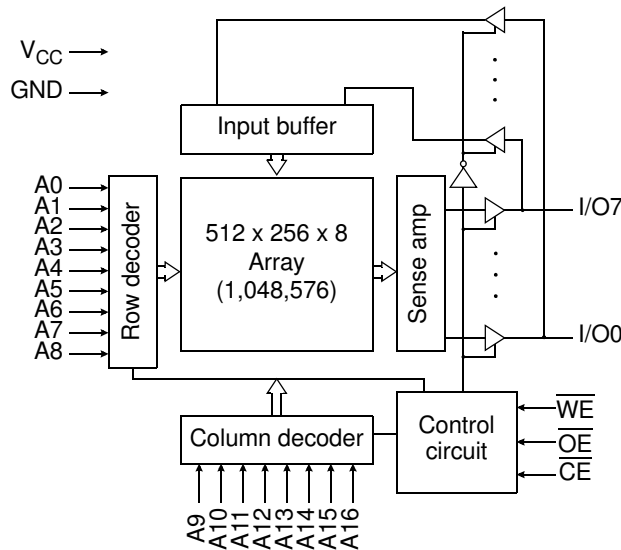 VCC
GND
Input buffer
A0
A1
A2
A3
A4
A5
A6
A7
A8
Row decoder
512 x 256 x 8
Array
(1,048,576)
Sense amp
I/O7
I/O0
Column decoder
Control
circuit
WE
OE
CE
A9
A10
A11
A12
A13
A14
A15
A16